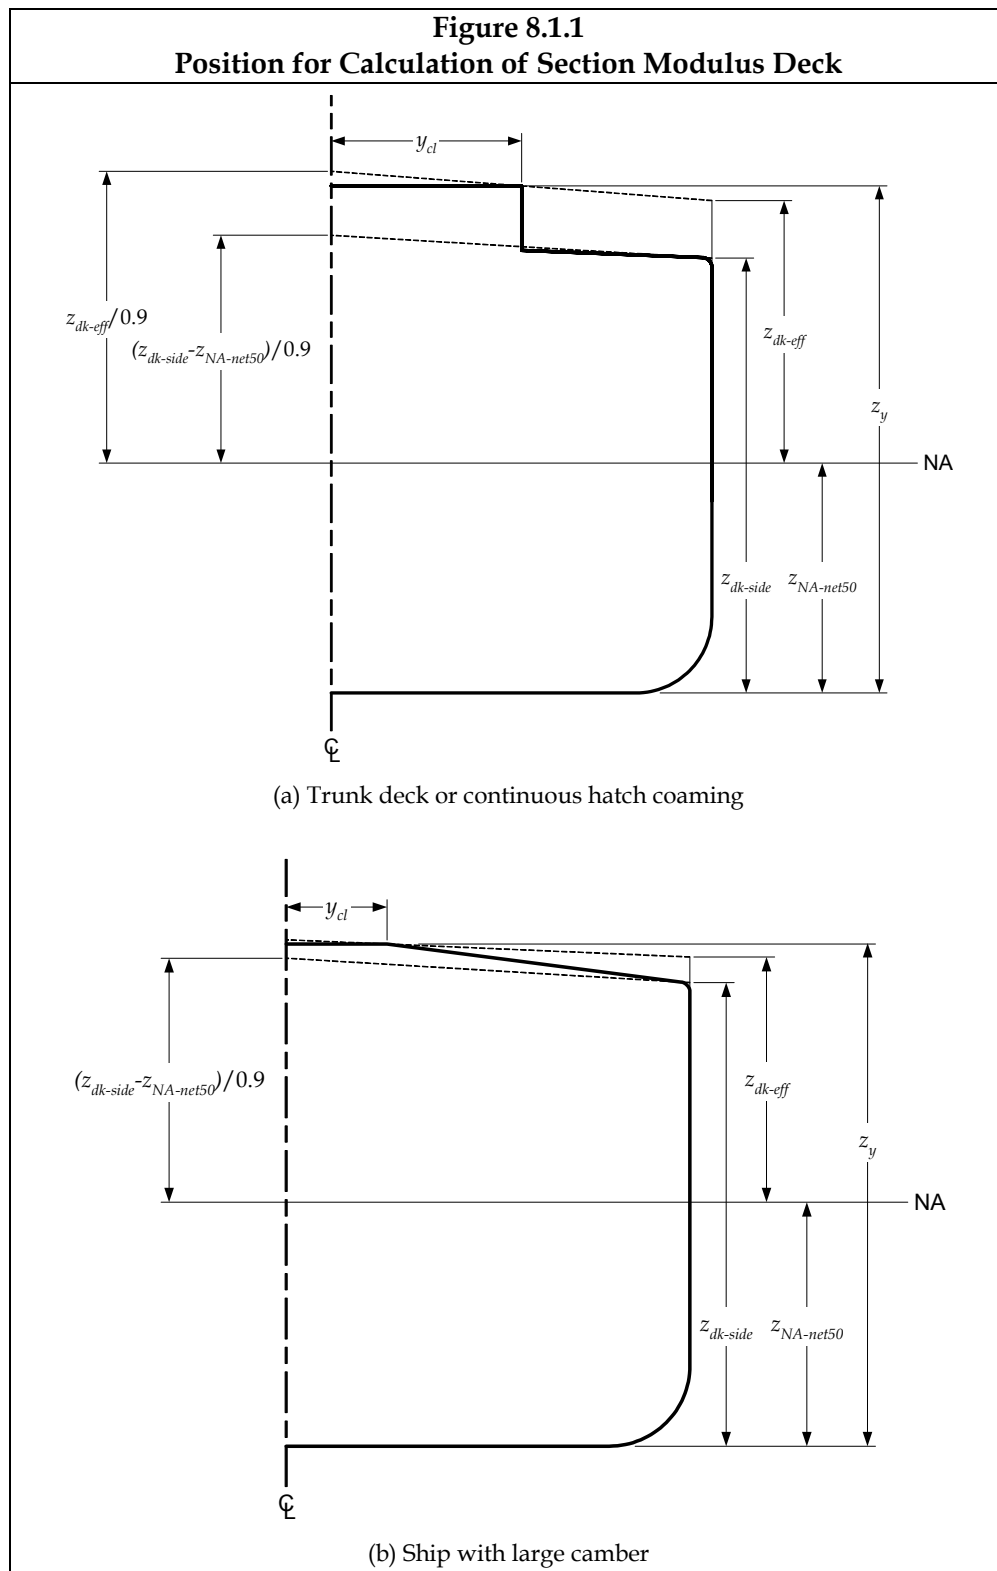 Figure 8.1.1
Position for Calculation of Section Modulus Deck
y_cl
z_dk-eff/0.9
(z_dk-side-z_NA-net50)/0.9
z_dk-eff
z_y
NA
z_dk-side
z_NA-net50
℄
(a) Trunk deck or continuous hatch coaming
y_cl
(z_dk-side-z_NA-net50)/0.9
z_dk-eff
z_y
NA
z_dk-side
z_NA-net50
℄
(b) Ship with large camber